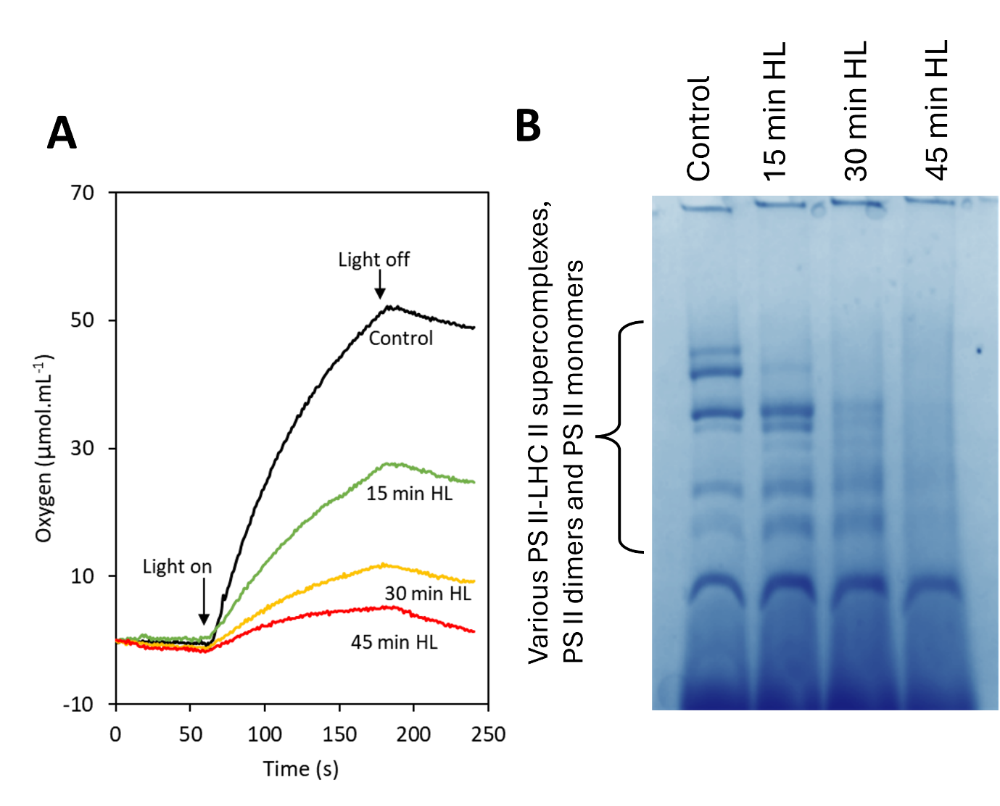 A
70
50
30
10
-10
0
50
100
150
200
250
Oxygen (µmol.mL-1)
Time (s)
Light on
Light off
Control
15 min HL
30 min HL
45 min HL
B
Control
15 min HL
30 min HL
45 min HL
Various PS II-LHC II supercomplexes,
PS II dimers and PS II monomers